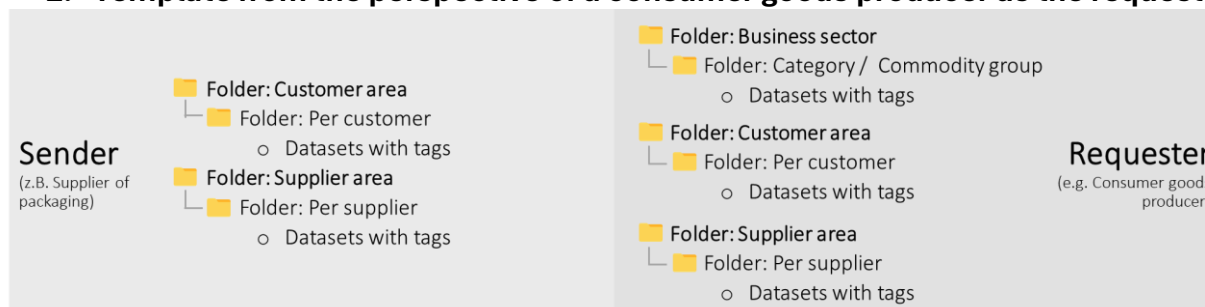 Sender
(z.B. Supplier of
packaging)
Folder: Customer area
Folder: Per customer
o Datasets with tags
Folder: Supplier area
Folder: Per supplier
o Datasets with tags
Folder: Business sector
Folder: Category / Commodity group
o Datasets with tags
Folder: Customer area
Folder: Per customer
o Datasets with tags
Folder: Supplier area
Folder: Per supplier
o Datasets with tags
Requester
(e.g. Consumer good
producer